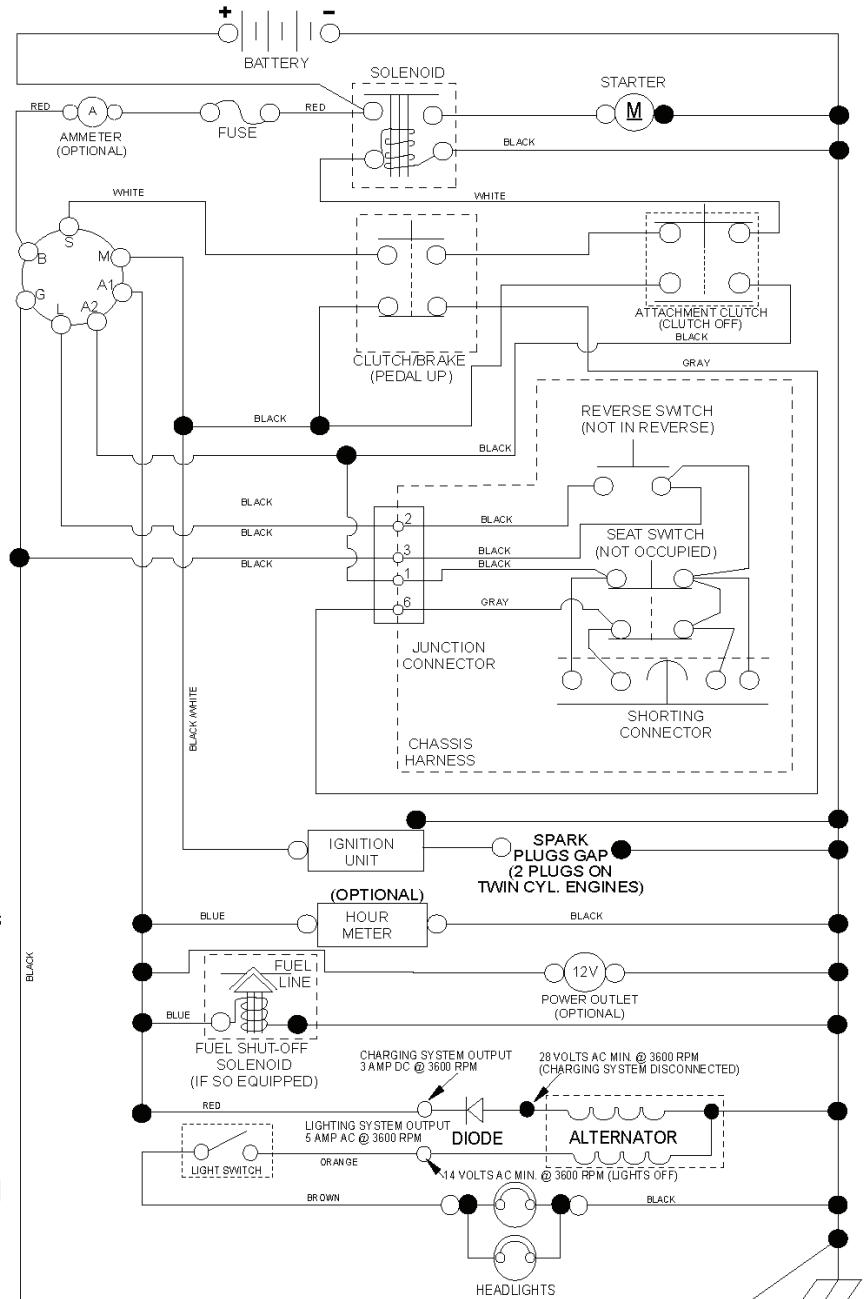 +
-
BATTERY
SOLENOID
STARTER
RED
A
AMMETER
(OPTIONAL)
FUSE
RED
M
BLACK
WHITE
WHITE
S
B
M
G
A1
L
A2
CLUTCH/BRAKE
(PEDAL UP)
ATTACHMENT CLUTCH
(CLUTCH OFF)
BLACK
GRAY
REVERSE SWITCH
(NOT IN REVERSE)
BLACK
BLACK
BLACK
2
BLACK
SEAT SWITCH
(NOT OCCUPIED)
BLACK
3
BLACK
BLACK
1
BLACK
6
GRAY
JUNCTION
CONNECTOR
SHORTING
CONNECTOR
CHASSIS
HARNESS
BLACK/WHITE
IGNITION
UNIT
SPARK
PLUGS GAP
(2 PLUGS ON
TWIN CYL. ENGINES)
(OPTIONAL)
BLUE
HOUR
METER
BLACK
BLACK
FUEL
LINE
12V
POWER OUTLET
(OPTIONAL)
BLUE
FUEL SHUT-OFF
SOLENOID
(IF SO EQUIPPED)
CHARGING SYSTEM OUTPUT
3 AMP DC @ 3600 RPM
28 VOLTS AC MIN. @ 3600 RPM
(CHARGING SYSTEM DISCONNECTED)
RED
LIGHTING SYSTEM OUTPUT
5 AMP AC @ 3600 RPM
DIODE
ALTERNATOR
LIGHT SWITCH
ORANGE
14 VOLTS AC MIN. @ 3600 RPM (LIGHTS OFF)
BROWN
BLACK
HEADLIGHTS